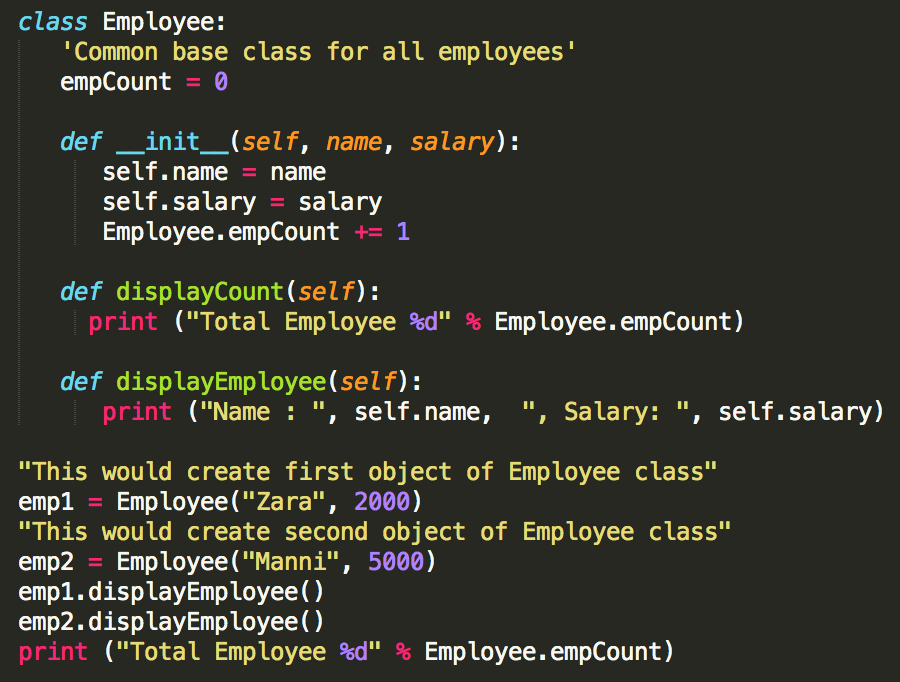 class Employee:
   'Common base class for all employees'
   empCount = 0

   def __init__(self, name, salary):
      self.name = name
      self.salary = salary
      Employee.empCount += 1

   def displayCount(self):
     print ("Total Employee %d" % Employee.empCount)

   def displayEmployee(self):
      print ("Name : ", self.name,  ", Salary: ", self.salary)

"This would create first object of Employee class"
emp1 = Employee("Zara", 2000)
"This would create second object of Employee class"
emp2 = Employee("Manni", 5000)
emp1.displayEmployee()
emp2.displayEmployee()
print ("Total Employee %d" % Employee.empCount)